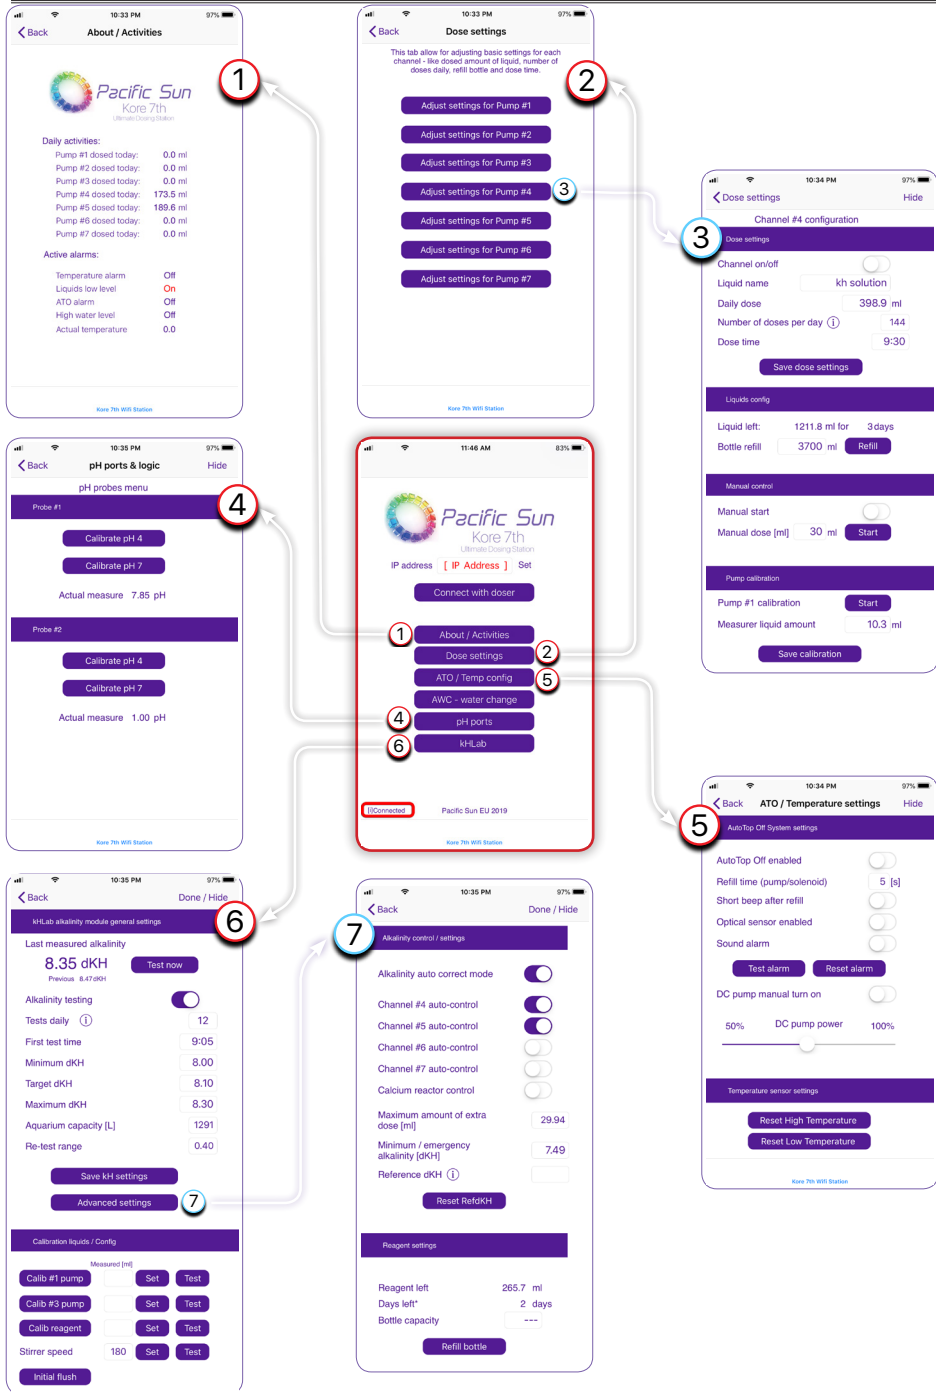 10:33 PM 97%
Back About / Activities
1
Pacific Sun
Kore 7th
Ultimate Dosing Station
Daily activities:
Pump #1 dosed today: 0.0 ml
Pump #2 dosed today: 0.0 ml
Pump #3 dosed today: 0.0 ml
Pump #4 dosed today: 173.5 ml
Pump #5 dosed today: 189.6 ml
Pump #6 dosed today: 0.0 ml
Pump #7 dosed today: 0.0 ml
Active alarms:
Temperature alarm Off
Liquids low level On
ATO alarm Off
High water level Off
Actual temperature 0.0
Kore 7th Wifi Station
10:33 PM 97%
Back Dose settings
This tab allow for adjusting basic settings for each
channel - like dosed amount of liquid, number of
doses daily, refill bottle and dose time.
2
Adjust settings for Pump #1
Adjust settings for Pump #2
Adjust settings for Pump #3
Adjust settings for Pump #4 3
Adjust settings for Pump #5
Adjust settings for Pump #6
Adjust settings for Pump #7
Kore 7th Wifi Station
10:34 PM 97%
Dose settings Hide
Channel #4 configuration
3
Dose settings
Channel on/off
Liquid name kh solution
Daily dose 398.9 ml
Number of doses per day i 144
Dose time 9:30
Save dose settings
Liquids config
Liquid left: 1211.8 ml for 3 days
Bottle refill 3700 ml Refill
Manual control
Manual start
Manual dose [ml] 30 ml Start
Pump calibration
Pump #1 calibration Start
Measurer liquid amount 10.3 ml
Save calibration
10:35 PM 97%
Back pH ports & logic Hide
pH probes menu
4
Probe #1
Calibrate pH 4
Calibrate pH 7
Actual measure 7.85 pH
Probe #2
Calibrate pH 4
Calibrate pH 7
Actual measure 1.00 pH
Kore 7th Wifi Station
11:46 AM 83%
Pacific Sun
Kore 7th
Ultimate Dosing Station
IP address [ IP Address ] Set
Connect with doser
1 About / Activities
Dose settings 2
ATO / Temp config 5
AWC - water change
4 pH ports
6 kHLab
[i]Connected Pacific Sun EU 2019
Kore 7th Wifi Station
10:34 PM 97%
Back ATO / Temperature settings Hide
5
AutoTop Off System settings
AutoTop Off enabled
Refill time (pump/solenoid) 5 [s]
Short beep after refill
Optical sensor enabled
Sound alarm
Test alarm Reset alarm
DC pump manual turn on
50% DC pump power 100%
Temperature sensor settings
Reset High Temperature
Reset Low Temperature
Kore 7th Wifi Station
10:35 PM 97%
Back Done / Hide
6
kHLab alkalinity module general settings
Last measured alkalinity
8.35 dKH Test now
Previous 8.47dKH
Alkalinity testing
Tests daily i 12
First test time 9:05
Minimum dKH 8.00
Target dKH 8.10
Maximum dKH 8.30
Aquarium capacity [L] 1291
Re-test range 0.40
Save kH settings
Advanced settings 7
Calibration liquids / Config
Measured [ml]
Calib #1 pump Set Test
Calib #3 pump Set Test
Calib reagent Set Test
Stirrer speed 180 Set Test
Initial flush
10:35 PM 97%
Back Done / Hide
7
Alkalinity control / settings
Alkalinity auto correct mode
Channel #4 auto-control
Channel #5 auto-control
Channel #6 auto-control
Channel #7 auto-control
Calcium reactor control
Maximum amount of extra
dose [ml] 29.94
Minimum / emergency
alkalinity [dKH] 7.49
Reference dKH i
Reset RefdKH
Reagent settings
Reagent left 265.7 ml
Days left* 2 days
Bottle capacity ---
Refill bottle